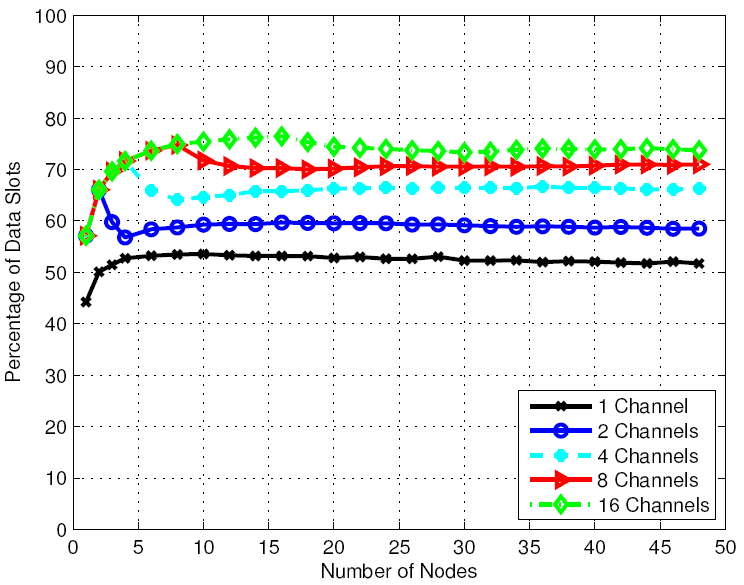 100
90
80
70
60
50
40
30
20
10
0
Percentage of Data Slots
0 5 10 15 20 25 30 35 40 45 50
Number of Nodes
1 Channel
2 Channels
4 Channels
8 Channels
16 Channels